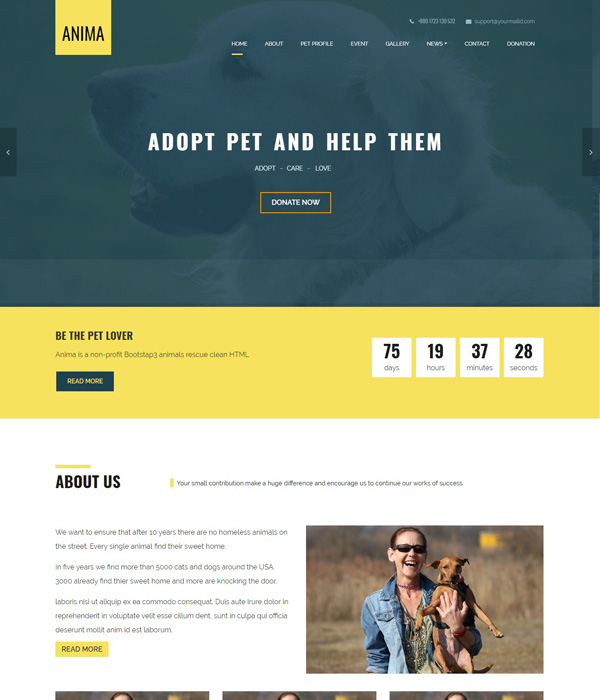 ANIMA
+880 1723 130 532 support@yourmailid.com
HOME ABOUT PET PROFILE EVENT GALLERY NEWS CONTACT DONATION
ADOPT PET AND HELP THEM
ADOPT - CARE - LOVE
DONATE NOW
BE THE PET LOVER
Anima is a non-profit Bootstap3 animals rescue clean HTML
READ MORE
75 19 37 28
days hours minutes seconds
ABOUT US
Your small contribution make a huge difference and encourage us to continue our works of success.
We want to ensure that after 10 years there are no homeless animals on
the street. Every single animal find their sweet home.
In five years we find more than 5000 cats and dogs around the USA.
3000 already find thier sweet home and more are knocking the door.
laboris nisi ut aliquip ex ea commodo consequat. Duis aute irure dolor in
reprehenderit in voluptate velit esse cillum dent, sunt in culpa qui officia
deserunt mollit anim id est laborum.
READ MORE